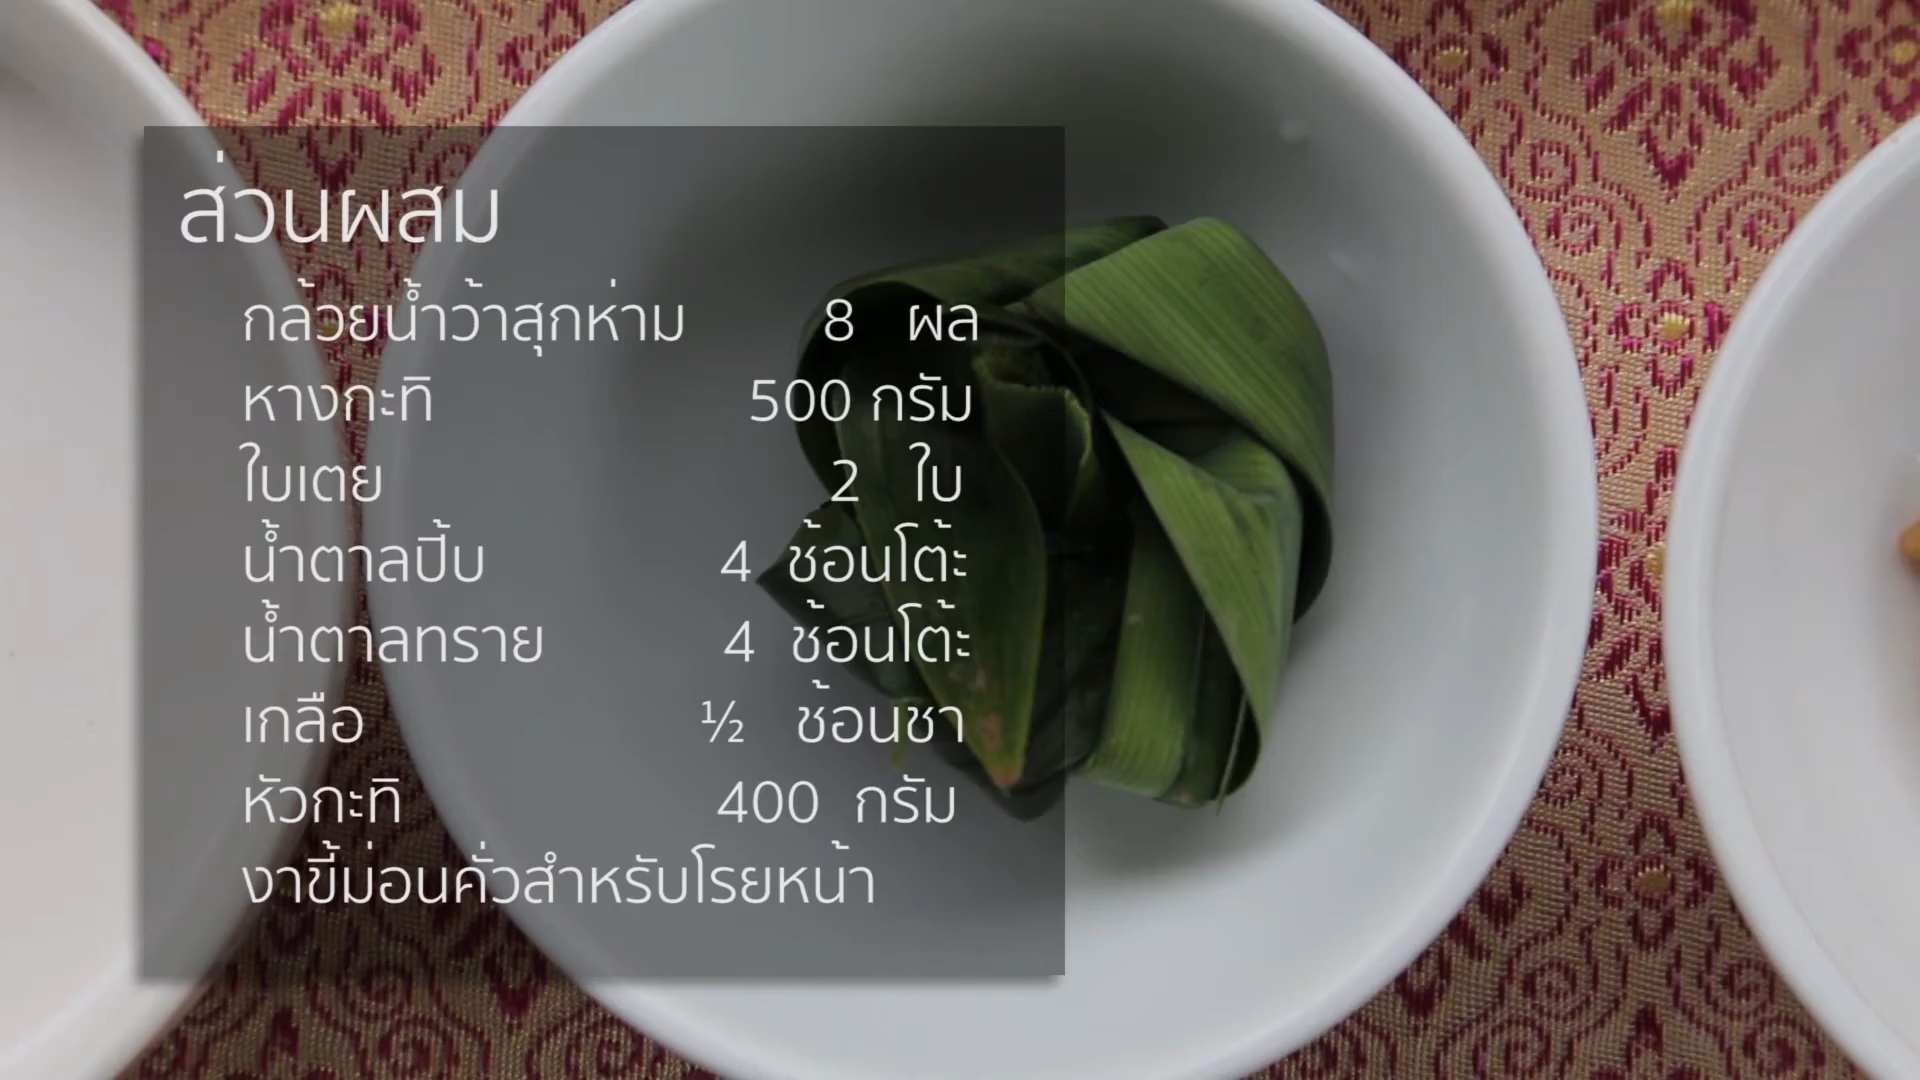 ส่วนผสม
กล้วยน้ำว้าสุกห่าม 8 ผล
หางกะทิ 500 กรัม
ใบเตย 2 ใบ
น้ำตาลปี๊บ 4 ช้อนโต้ะ
น้ำตาลทราย 4 ช้อนโต้ะ
เกลือ ½ ช้อนชา
หัวกะทิ 400 กรัม
งาขี้ม่อนคั่วสำหรับโรยหน้า